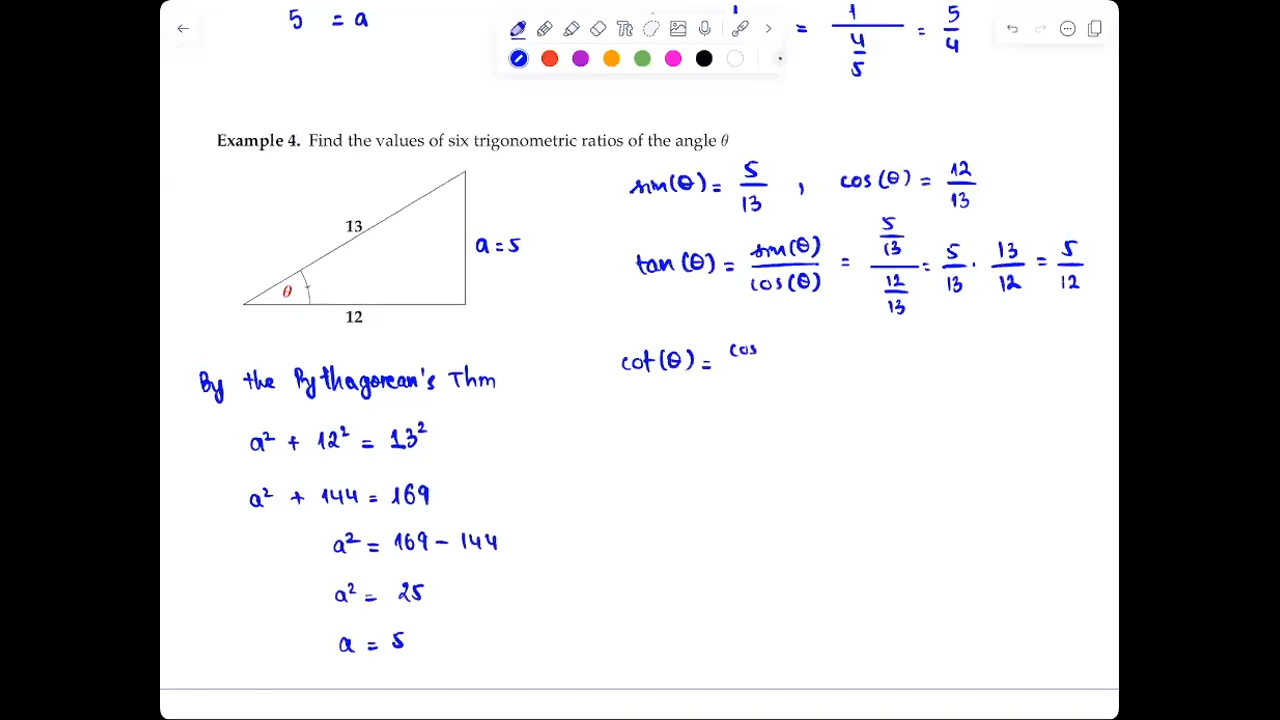 5 = a
= 1 / (4/5) = 5/4
Example 4. Find the values of six trigonometric ratios of the angle θ
13
θ
12
a = 5
By the Pythagorean's Thm
a² + 12² = 13²
a² + 144 = 169
a² = 169 - 144
a² = 25
a = 5
sin(θ) = 5/13 , cos(θ) = 12/13
tan(θ) = sin(θ)/cos(θ) = (5/13)/(12/13) = 5/13 · 13/12 = 5/12
cot(θ) = cos